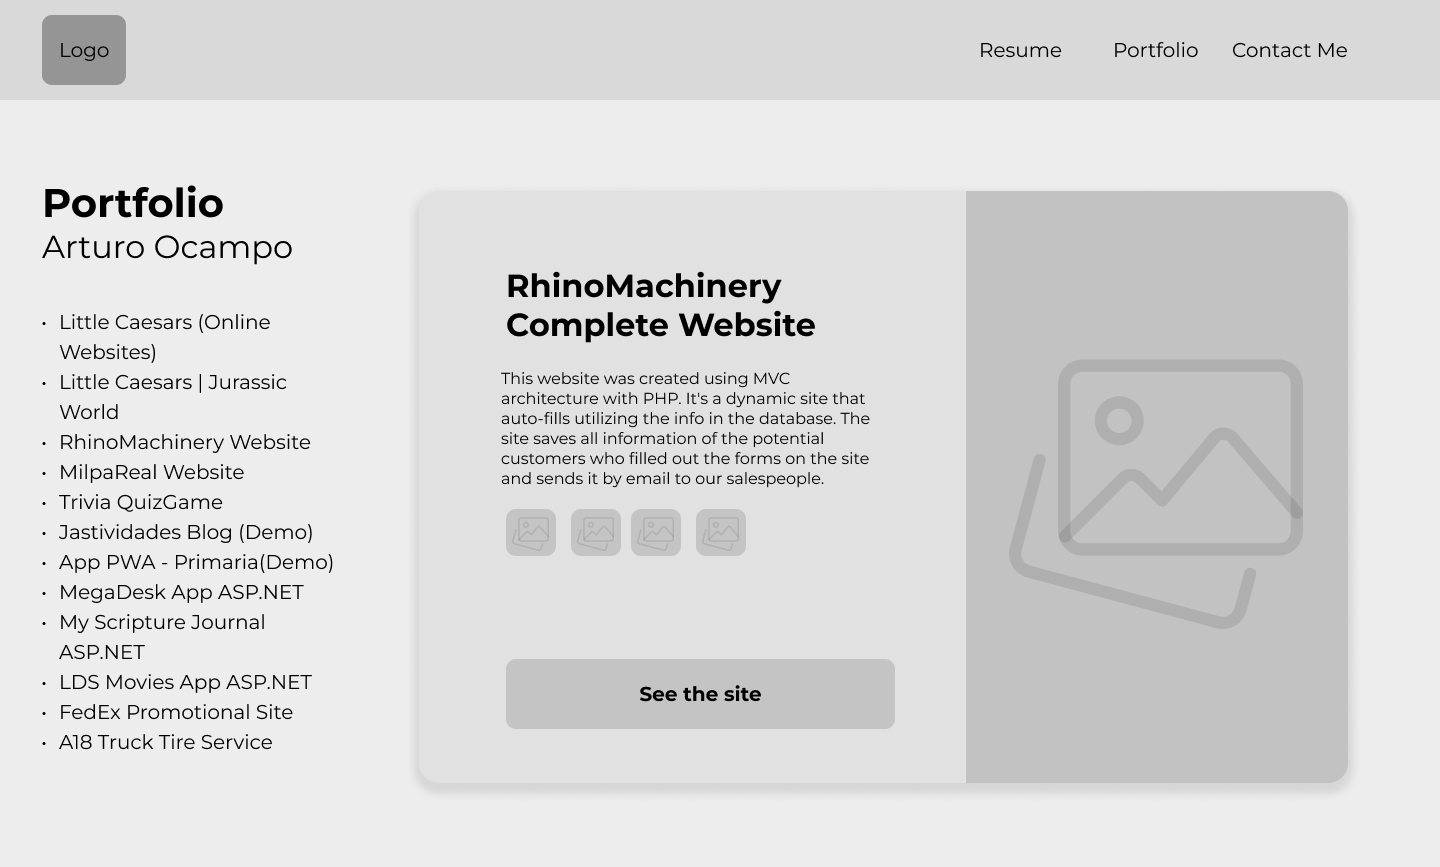 Logo
Resume
Portfolio
Contact Me
Portfolio
Arturo Ocampo
• Little Caesars (Online
Websites)
• Little Caesars | Jurassic
World
• RhinoMachinery Website
• MilpaReal Website
• Trivia QuizGame
• Jastividades Blog (Demo)
• App PWA - Primaria(Demo)
• MegaDesk App ASP.NET
• My Scripture Journal
ASP.NET
• LDS Movies App ASP.NET
• FedEx Promotional Site
• A18 Truck Tire Service
RhinoMachinery
Complete Website
This website was created using MVC
architecture with PHP. It's a dynamic site that
auto-fills utilizing the info in the database. The
site saves all information of the potential
customers who filled out the forms on the site
and sends it by email to our salespeople.
See the site